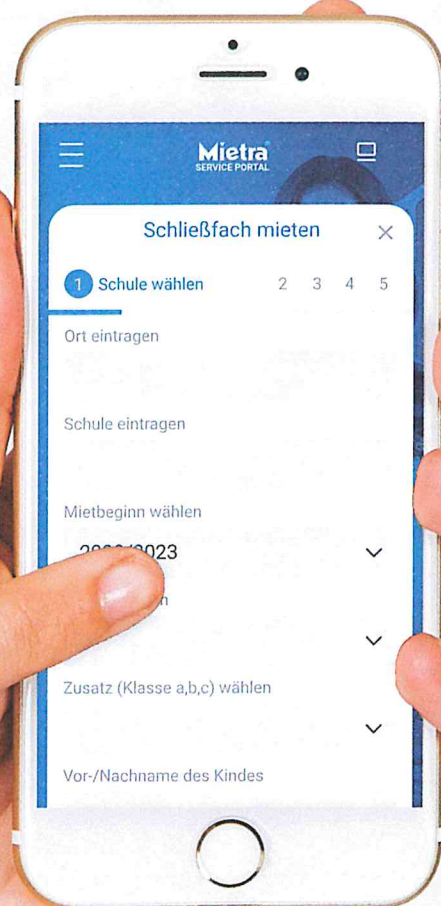 Mietra
SERVICE PORTAL
Schließfach mieten
1 Schule wählen 2 3 4 5
Ort eintragen
Schule eintragen
Mietbeginn wählen
Zusatz (Klasse a,b,c) wählen
Vor-/Nachname des Kindes